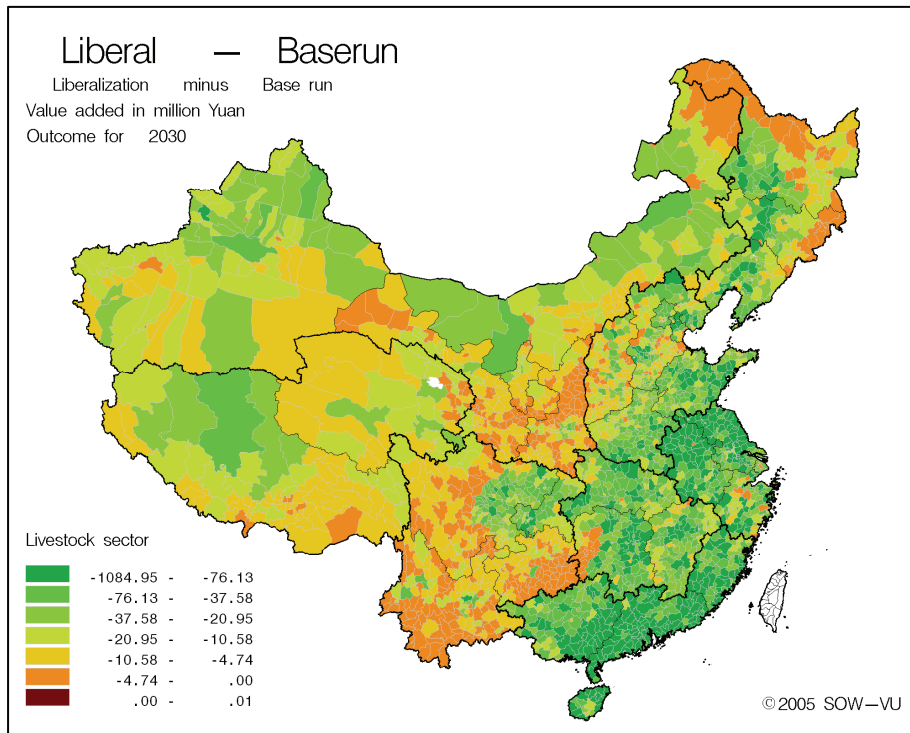 Liberal — Baserun
Liberalization minus Base run
Value added in million Yuan
Outcome for 2030
Livestock sector
-1084.95 - -76.13
-76.13 - -37.58
-37.58 - -20.95
-20.95 - -10.58
-10.58 - -4.74
-4.74 - .00
.00 - .01
©2005 SOW—VU